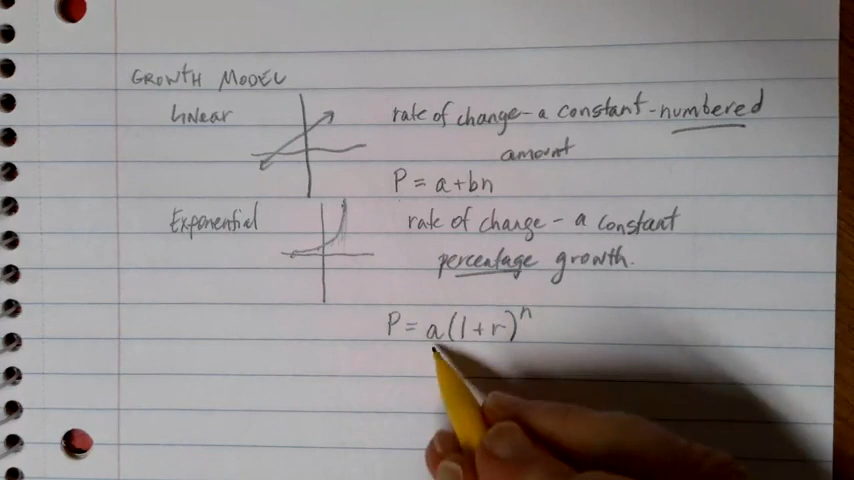 GROWTH MODEL
Linear rate of change - a constant - numbered
amount
P = a + bn
Exponential rate of change - a constant
percentage growth.
P = a(1 + r)^n